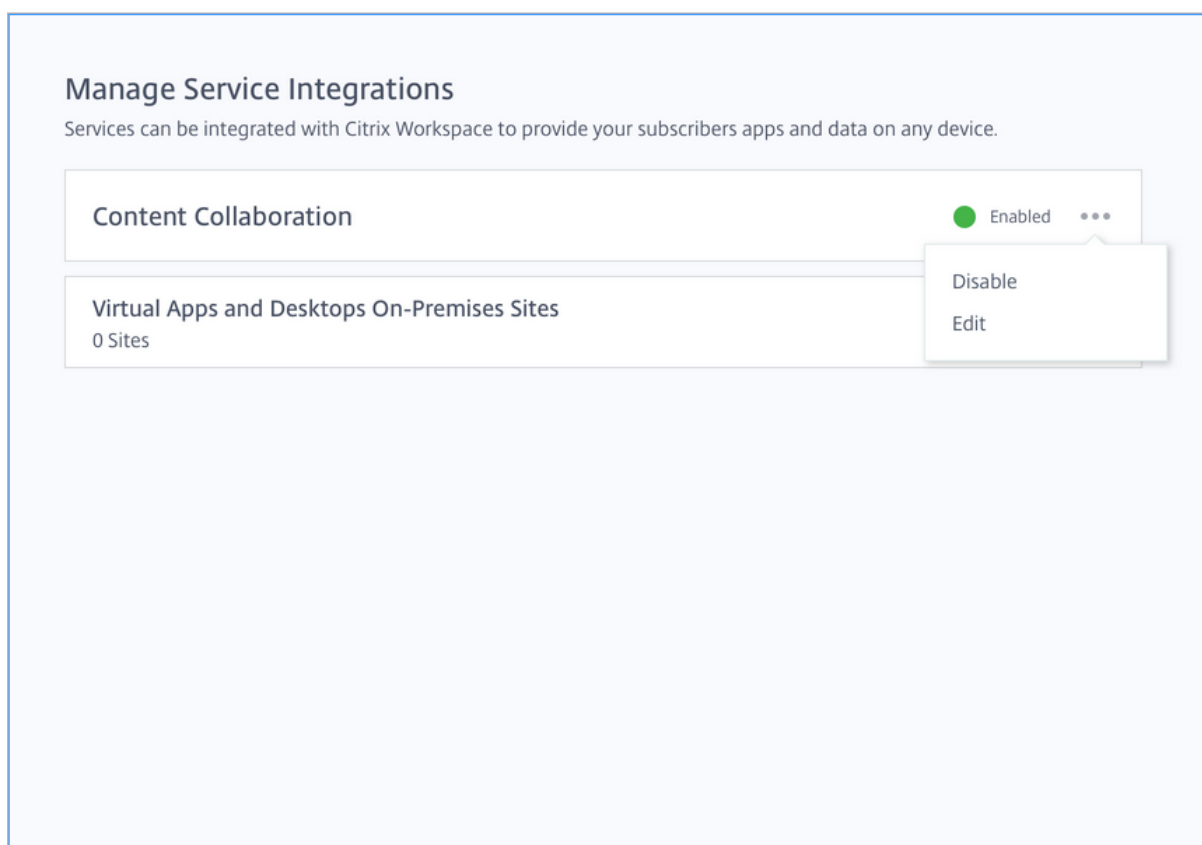 Manage Service Integrations
Services can be integrated with Citrix Workspace to provide your subscribers apps and data on any device.
Content Collaboration
Enabled
Disable
Edit
Virtual Apps and Desktops On-Premises Sites
0 Sites